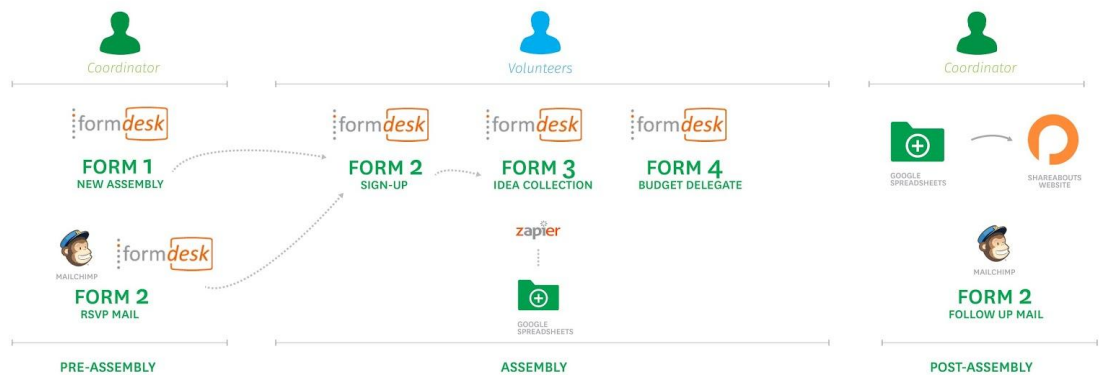 Coordinator
Volunteers
Coordinator
formdesk
FORM 1
NEW ASSEMBLY
formdesk
FORM 2
SIGN-UP
formdesk
FORM 3
IDEA COLLECTION
formdesk
FORM 4
BUDGET DELEGATE
GOOGLE
SPREADSHEETS
SHAREABOUTS
WEBSITE
MAILCHIMP
formdesk
FORM 2
RSVP MAIL
zapier
GOOGLE
SPREADSHEETS
MAILCHIMP
FORM 2
FOLLOW UP MAIL
PRE-ASSEMBLY
ASSEMBLY
POST-ASSEMBLY